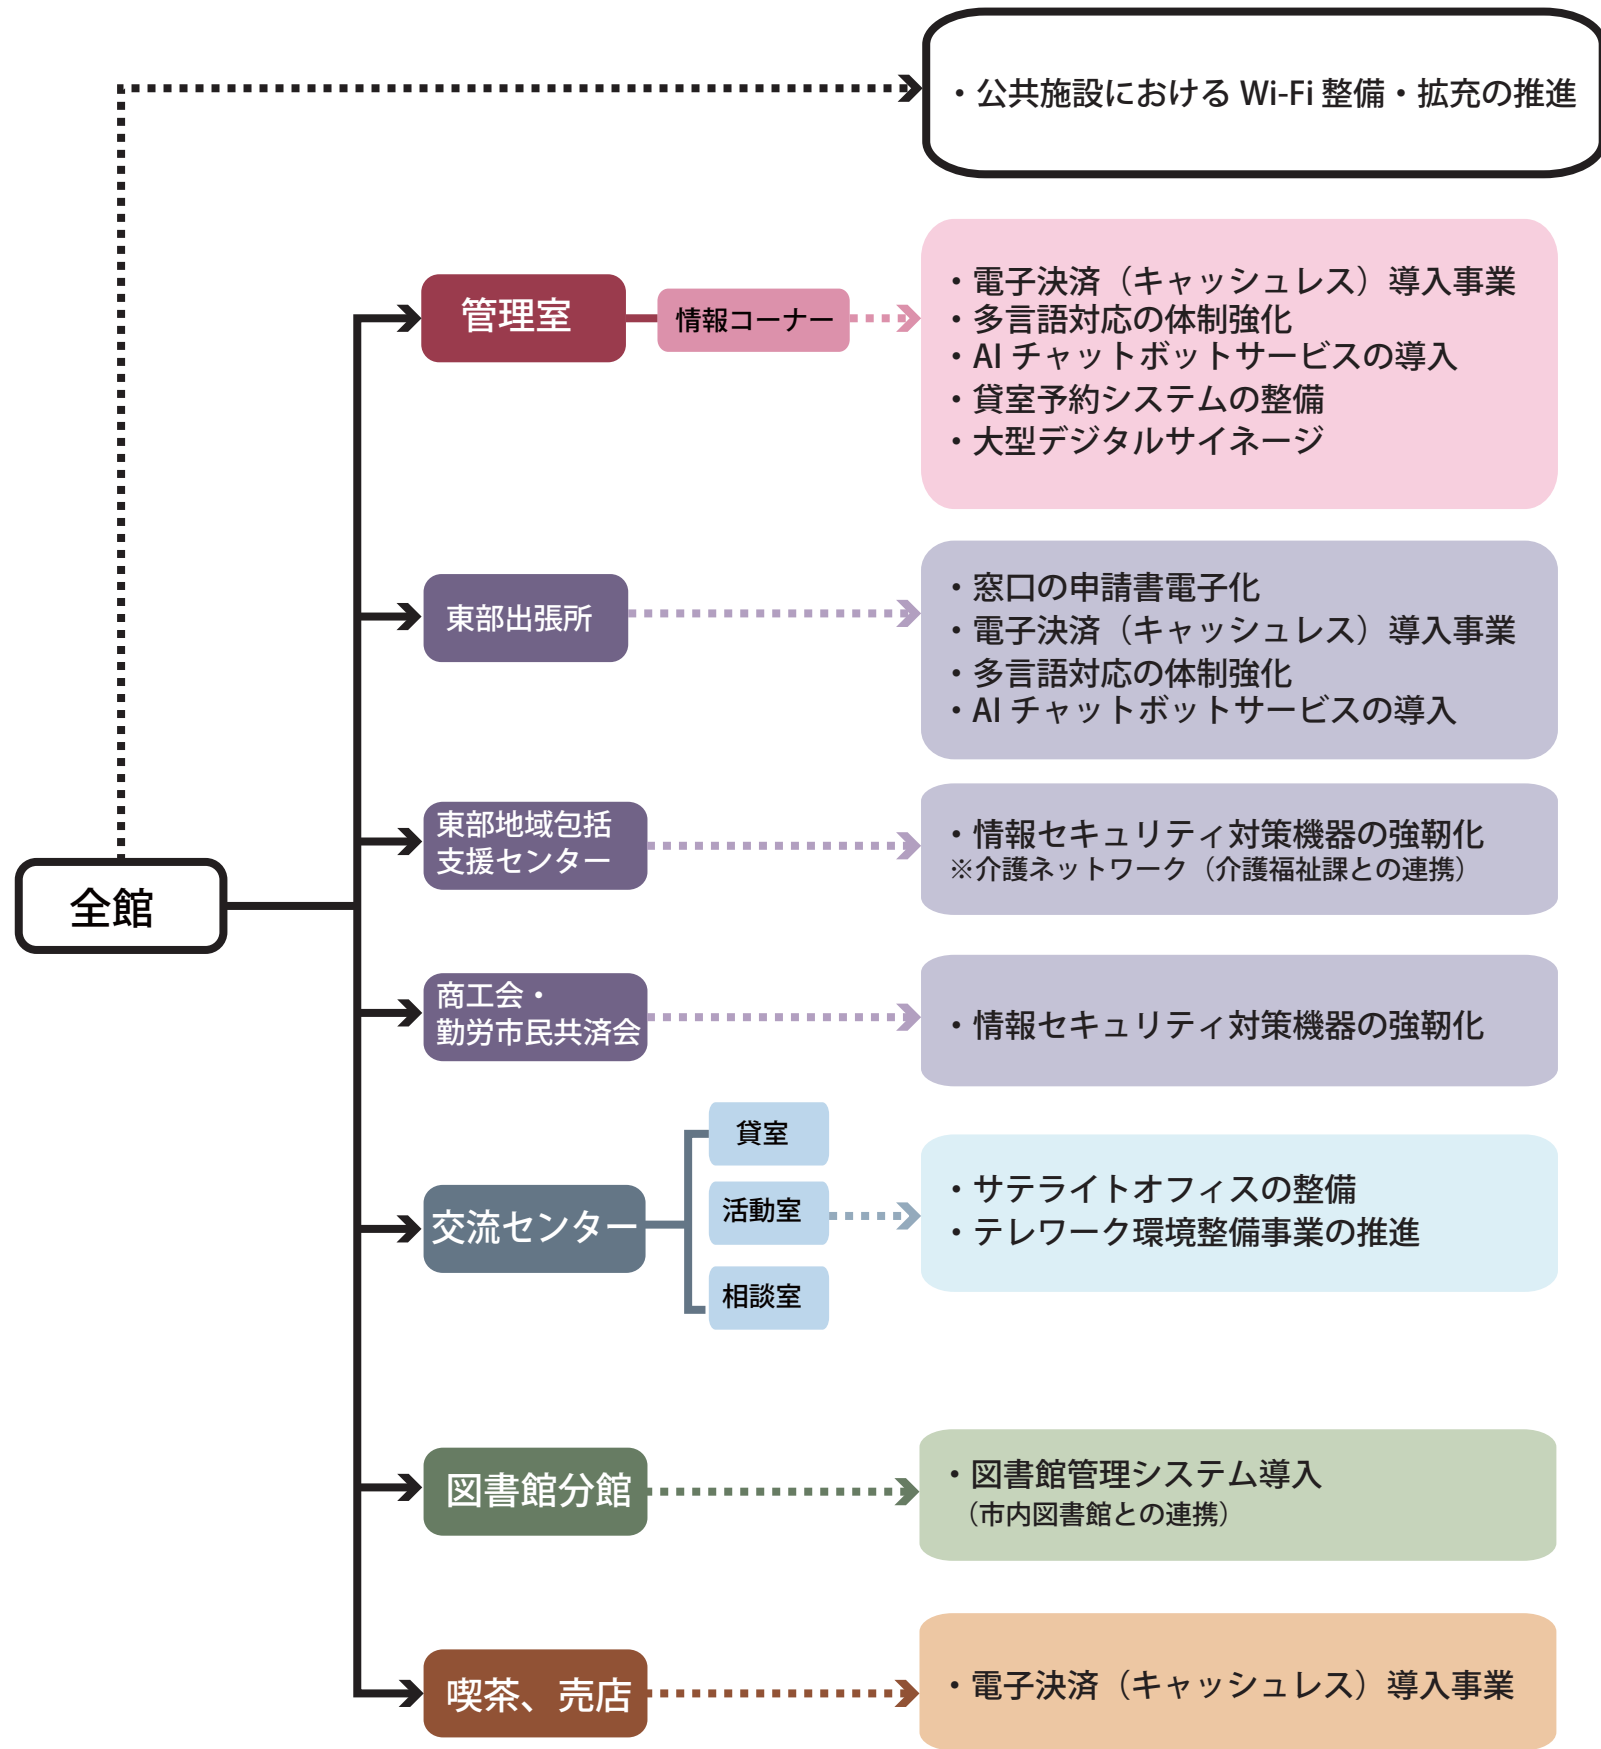 ・公共施設における Wi-Fi 整備・拡充の推進
管理室
情報コーナー
・電子決済（キャッシュレス）導入事業
・多言語対応の体制強化
・AI チャットボットサービスの導入
・貸室予約システムの整備
・大型デジタルサイネージ
東部出張所
・窓口の申請書電子化
・電子決済（キャッシュレス）導入事業
・多言語対応の体制強化
・AI チャットボットサービスの導入
東部地域包括
支援センター
・情報セキュリティ対策機器の強靭化
※介護ネットワーク（介護福祉課との連携）
全館
商工会・
勤労市民共済会
・情報セキュリティ対策機器の強靭化
交流センター
貸室
活動室
相談室
・サテライトオフィスの整備
・テレワーク環境整備事業の推進
図書館分館
・図書館管理システム導入
（市内図書館との連携）
喫茶、売店
・電子決済（キャッシュレス）導入事業